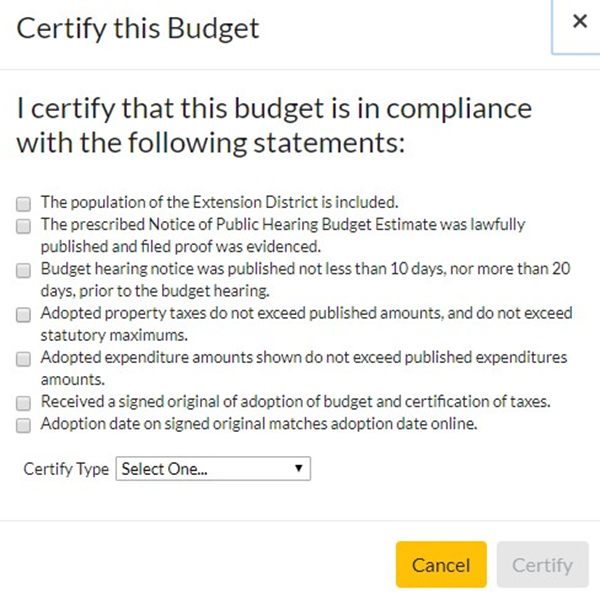 Certify this Budget
×
I certify that this budget is in compliance
with the following statements:
The population of the Extension District is included.
The prescribed Notice of Public Hearing Budget Estimate was lawfully
published and filed proof was evidenced.
Budget hearing notice was published not less than 10 days, nor more than 20
days, prior to the budget hearing.
Adopted property taxes do not exceed published amounts, and do not exceed
statutory maximums.
Adopted expenditure amounts shown do not exceed published expenditures
amounts.
Received a signed original of adoption of budget and certification of taxes.
Adoption date on signed original matches adoption date online.
Certify Type Select One...
Cancel Certify